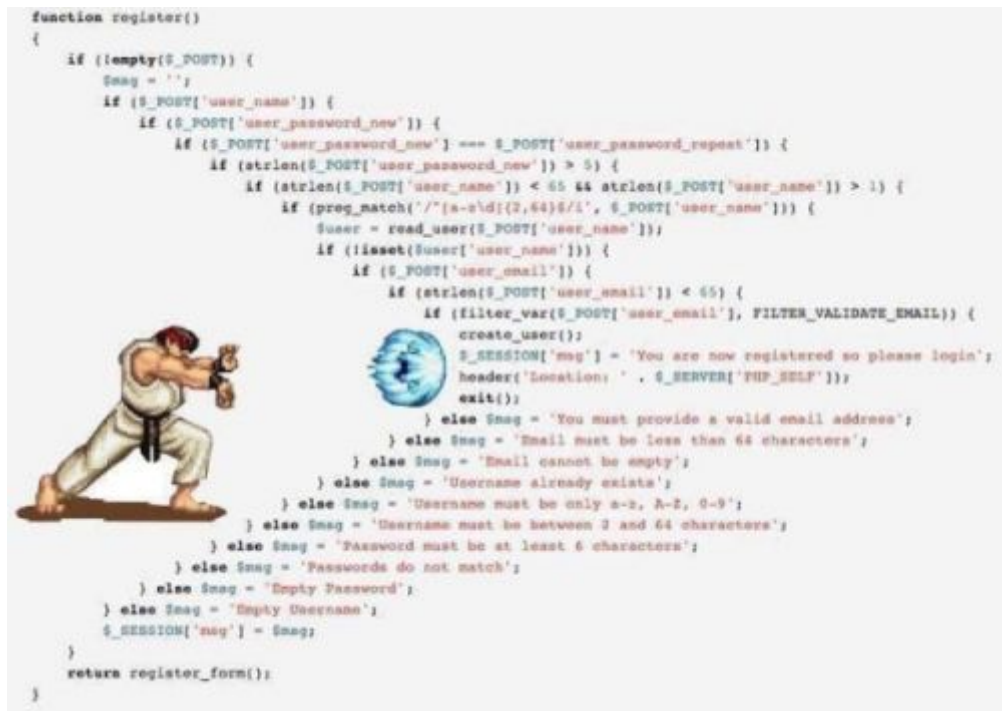 function register()
{
if (!empty($_POST)) {
$msg = '';
if ($_POST['user_name']) {
if ($_POST['user_password_new']) {
if ($_POST['user_password_new'] === $_POST['user_password_repeat']) {
if (strlen($_POST['user_password_new']) > 5) {
if (strlen($_POST['user_name']) < 65 && strlen($_POST['user_name']) > 1) {
if (preg_match('/^[a-z\d]{2,64}$/i', $_POST['user_name'])) {
$user = read_user($_POST['user_name']);
if (!isset($user['user_name'])) {
if ($_POST['user_email']) {
if (strlen($_POST['user_email']) < 65) {
if (filter_var($_POST['user_email'], FILTER_VALIDATE_EMAIL)) {
create_user();
$_SESSION['msg'] = 'You are now registered so please login';
header('Location: ' . $_SERVER['PHP_SELF']);
exit();
} else $msg = 'You must provide a valid email address';
} else $msg = 'Email must be less than 64 characters';
} else $msg = 'Email cannot be empty';
} else $msg = 'Username already exists';
} else $msg = 'Username must be only a-z, A-Z, 0-9';
} else $msg = 'Username must be between 2 and 64 characters';
} else $msg = 'Password must be at least 6 characters';
} else $msg = 'Passwords do not match';
} else $msg = 'Empty Password';
} else $msg = 'Empty Username';
$_SESSION['msg'] = $msg;
}
return register_form();
}